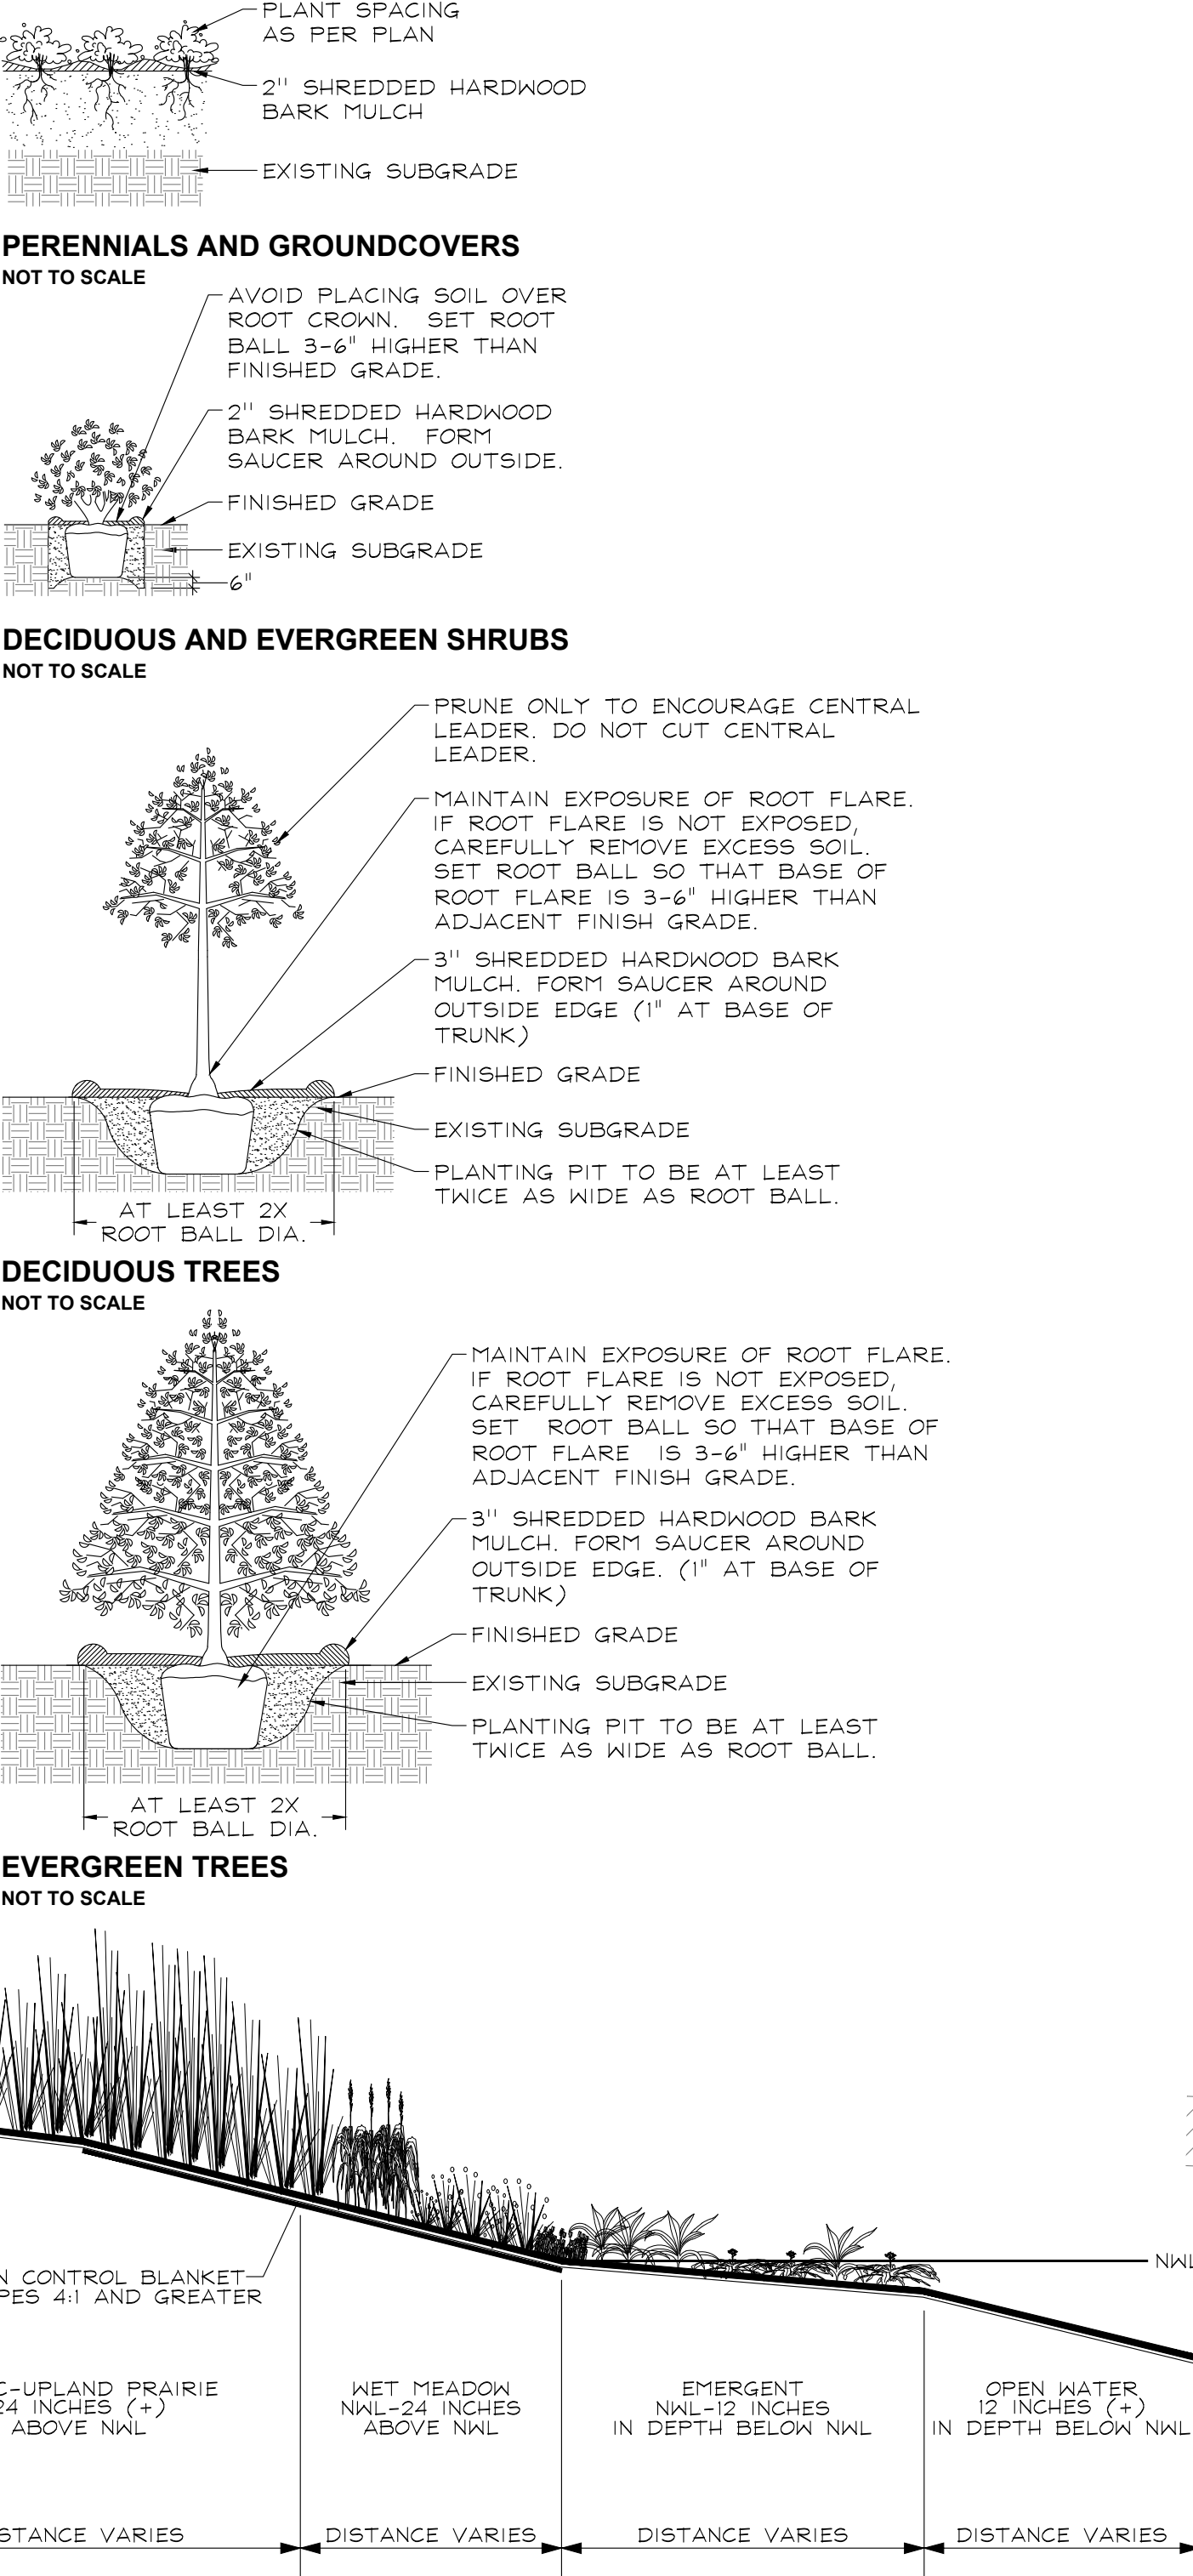 PLANT SPACING
AS PER PLAN
2" SHREDDED HARDWOOD
BARK MULCH
EXISTING SUBGRADE
PERENNIALS AND GROUNDCOVERS
NOT TO SCALE
AVOID PLACING SOIL OVER
ROOT CROWN. SET ROOT
BALL 3-6" HIGHER THAN
FINISHED GRADE.
2" SHREDDED HARDWOOD
BARK MULCH. FORM
SAUCER AROUND OUTSIDE.
FINISHED GRADE
EXISTING SUBGRADE
6"
DECIDUOUS AND EVERGREEN SHRUBS
NOT TO SCALE
PRUNE ONLY TO ENCOURAGE CENTRAL
LEADER. DO NOT CUT CENTRAL
LEADER.
MAINTAIN EXPOSURE OF ROOT FLARE.
IF ROOT FLARE IS NOT EXPOSED,
CAREFULLY REMOVE EXCESS SOIL.
SET ROOT BALL SO THAT BASE OF
ROOT FLARE IS 3-6" HIGHER THAN
ADJACENT FINISH GRADE.
3" SHREDDED HARDWOOD BARK
MULCH. FORM SAUCER AROUND
OUTSIDE EDGE (1" AT BASE OF
TRUNK)
FINISHED GRADE
EXISTING SUBGRADE
PLANTING PIT TO BE AT LEAST
TWICE AS WIDE AS ROOT BALL.
AT LEAST 2X
ROOT BALL DIA.
DECIDUOUS TREES
NOT TO SCALE
MAINTAIN EXPOSURE OF ROOT FLARE.
IF ROOT FLARE IS NOT EXPOSED,
CAREFULLY REMOVE EXCESS SOIL.
SET ROOT BALL SO THAT BASE OF
ROOT FLARE IS 3-6" HIGHER THAN
ADJACENT FINISH GRADE.
3" SHREDDED HARDWOOD BARK
MULCH. FORM SAUCER AROUND
OUTSIDE EDGE. (1" AT BASE OF
TRUNK)
FINISHED GRADE
EXISTING SUBGRADE
PLANTING PIT TO BE AT LEAST
TWICE AS WIDE AS ROOT BALL.
AT LEAST 2X
ROOT BALL DIA.
EVERGREEN TREES
NOT TO SCALE
NWL
N CONTROL BLANKET
PES 4:1 AND GREATER
C-UPLAND PRAIRIE
24 INCHES (+)
ABOVE NWL
WET MEADOW
NWL-24 INCHES
ABOVE NWL
EMERGENT
NWL-12 INCHES
IN DEPTH BELOW NWL
OPEN WATER
12 INCHES (+)
IN DEPTH BELOW NWL
STANCE VARIES
DISTANCE VARIES
DISTANCE VARIES
DISTANCE VARIES